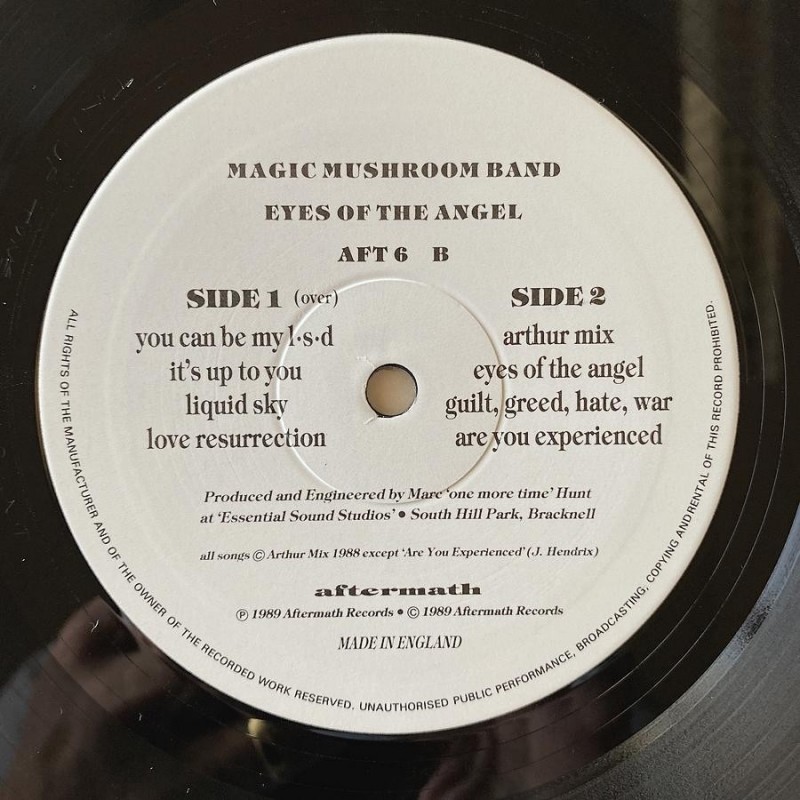 MAGIC MUSHROOM BAND
EYES OF THE ANGEL
AFT 6 B
SIDE 1 (over)
you can be my l·s·d
it's up to you
liquid sky
love resurrection
SIDE 2
arthur mix
eyes of the angel
guilt, greed, hate, war
are you experienced
Produced and Engineered by Marc 'one more time' Hunt
at 'Essential Sound Studios' • South Hill Park, Bracknell
all songs © Arthur Mix 1988 except 'Are You Experienced' (J. Hendrix)
aftermath
℗ 1989 Aftermath Records • © 1989 Aftermath Records
MADE IN ENGLAND
ALL RIGHTS OF THE MANUFACTURER AND OF THE OWNER OF THE RECORDED WORK RESERVED. UNAUTHORISED PUBLIC PERFORMANCE, BROADCASTING, COPYING AND RENTAL OF THIS RECORD PROHIBITED.